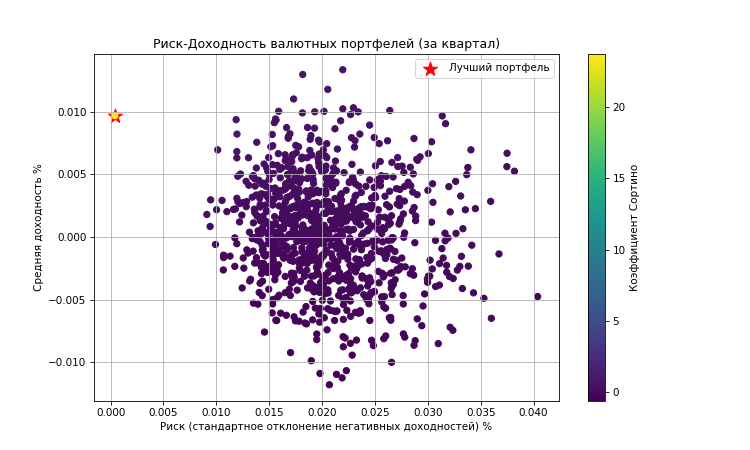 Риск-Доходность валютных портфелей (за квартал)
Лучший портфель
Средняя доходность %
0.010
0.005
0.000
−0.005
−0.010
0.000 0.005 0.010 0.015 0.020 0.025 0.030 0.035 0.040
Риск (стандартное отклонение негативных доходностей) %
20
15
10
5
0
Коэффициент Сортино